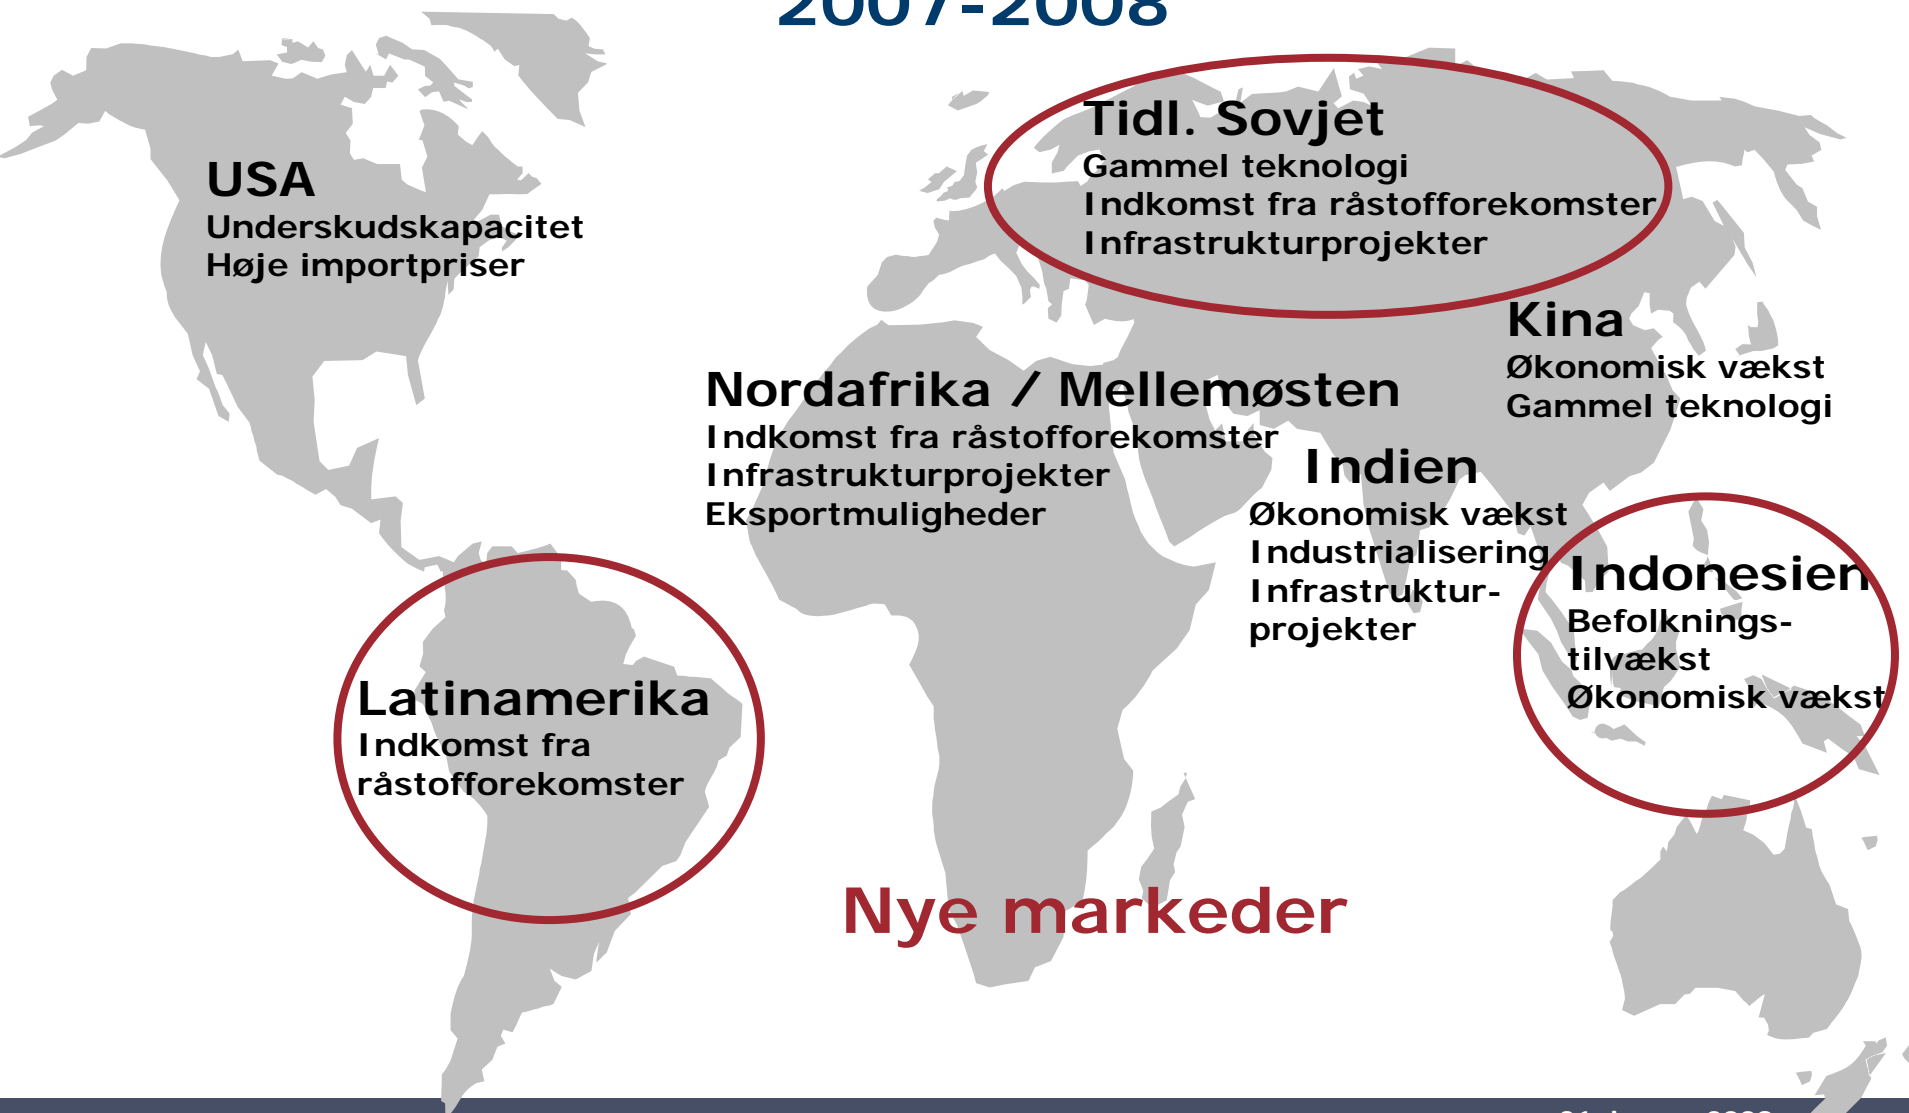 2007-2008
Tidl. Sovjet
Gammel teknologi
Indkomst fra råstofforekomster
Infrastrukturprojekter
USA
Underskudskapacitet
Høje importpriser
Kina
Økonomisk vækst
Gammel teknologi
Nordafrika / Mellemøsten
Indkomst fra råstofforekomster
Infrastrukturprojekter
Eksportmuligheder
Indien
Økonomisk vækst
Industrialisering
Infrastruktur-
projekter
Indonesien
Befolknings-
tilvækst
Økonomisk vækst
Latinamerika
Indkomst fra
råstofforekomster
Nye markeder